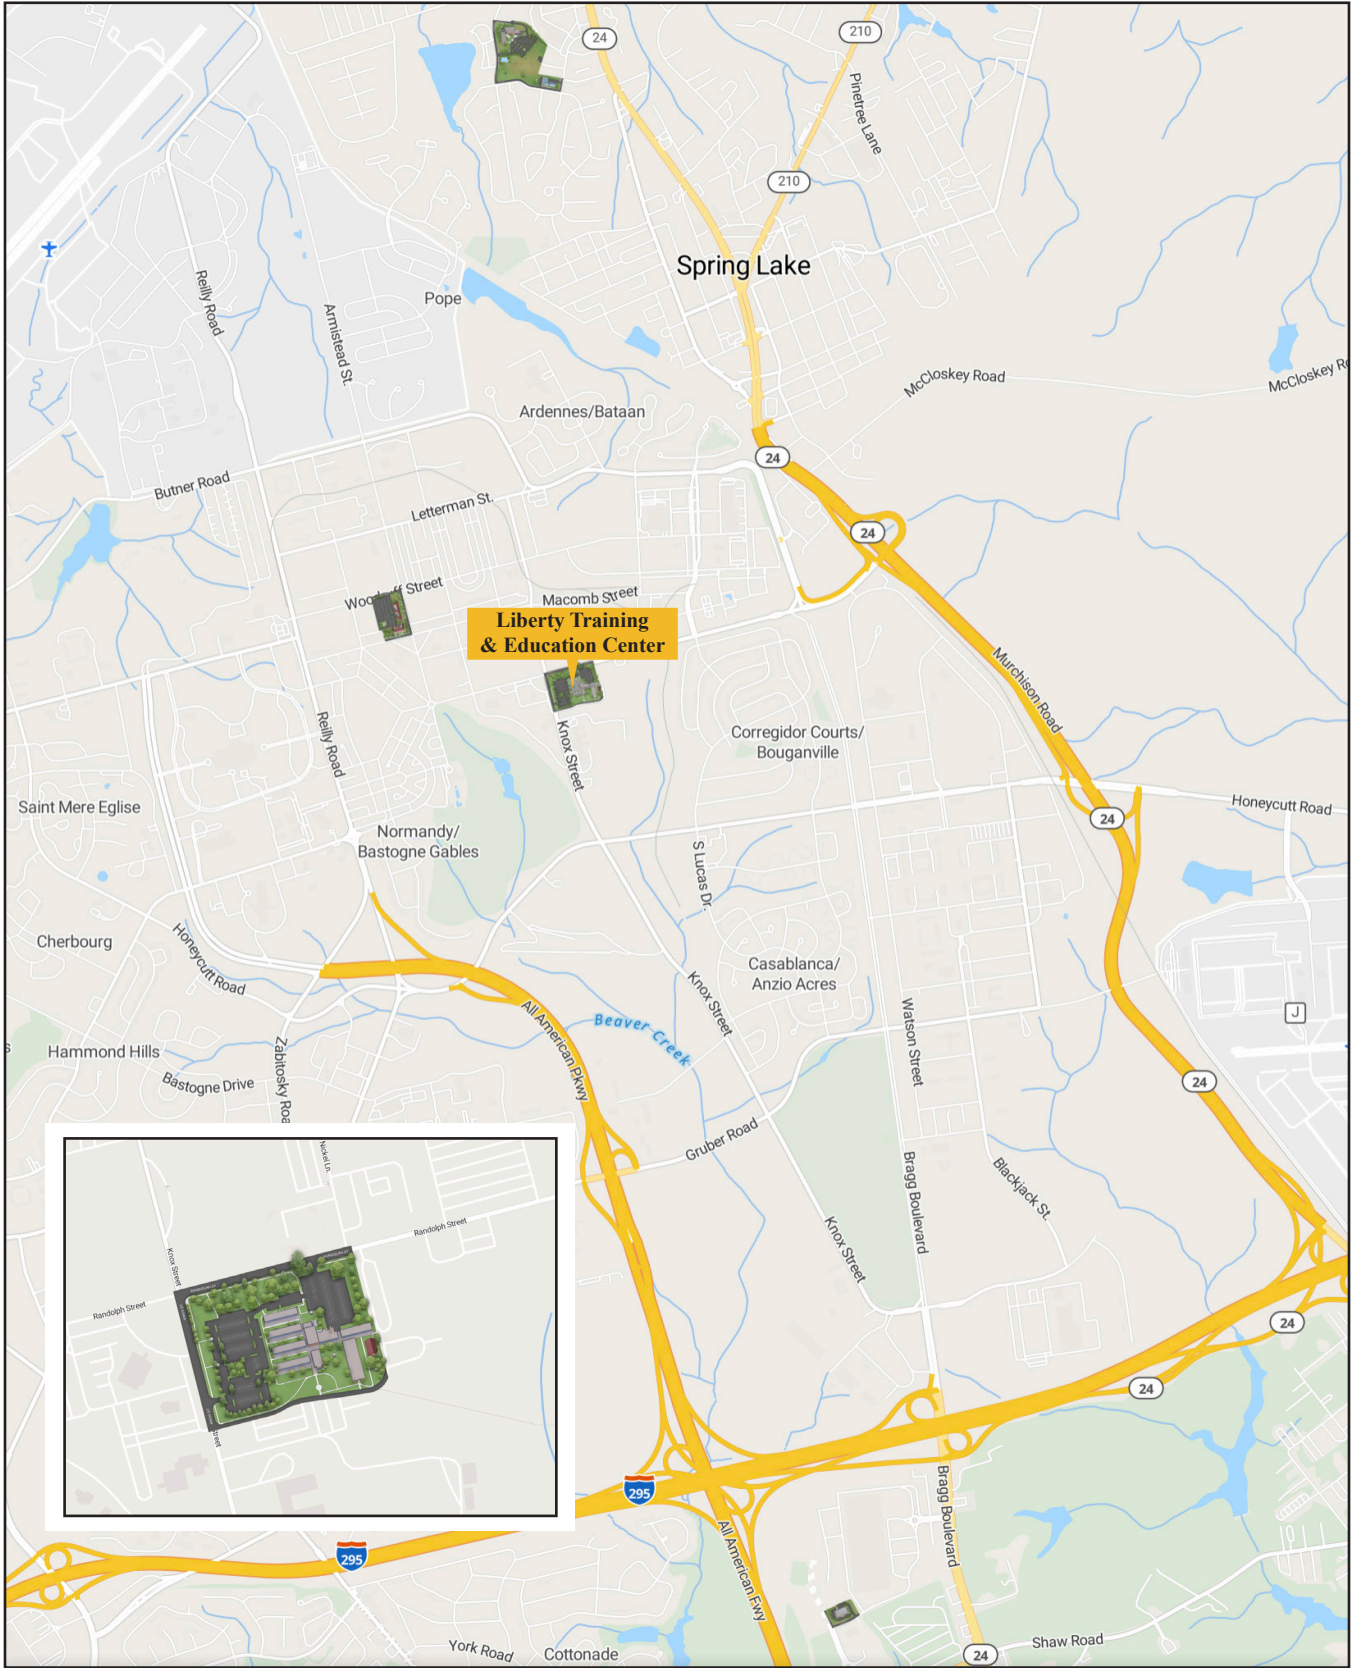 24
210
Pinetree Lane
210
Spring Lake
Reilly Road
Pope
Armistead St.
McCloskey Road
McCloskey R
Ardennes/Bataan
24
Butner Road
Letterman St.
24
Woodruff Street
Macomb Street
Liberty Training
& Education Center
Murchison Road
Reilly Road
Knox Street
Corregidor Courts/
Bouganville
Saint Mere Eglise
Honeycutt Road
24
Normandy/
Bastogne Gables
S Lucas Dr.
Cherbourg
Honeycutt Road
Casablanca/
Anzio Acres
Knox Street
Watson Street
All American Pkwy
Beaver Creek
J
Hammond Hills
Bastogne Drive
Zabitosky Roa
24
Gruber Road
Bragg Boulevard
Blackjack St.
Knox Street
Nickel Ln.
Randolph Street
Knox Street
Randolph Street
24
24
295
Bragg Boulevard
295
All American Fwy
York Road
Cottonade
24
Shaw Road